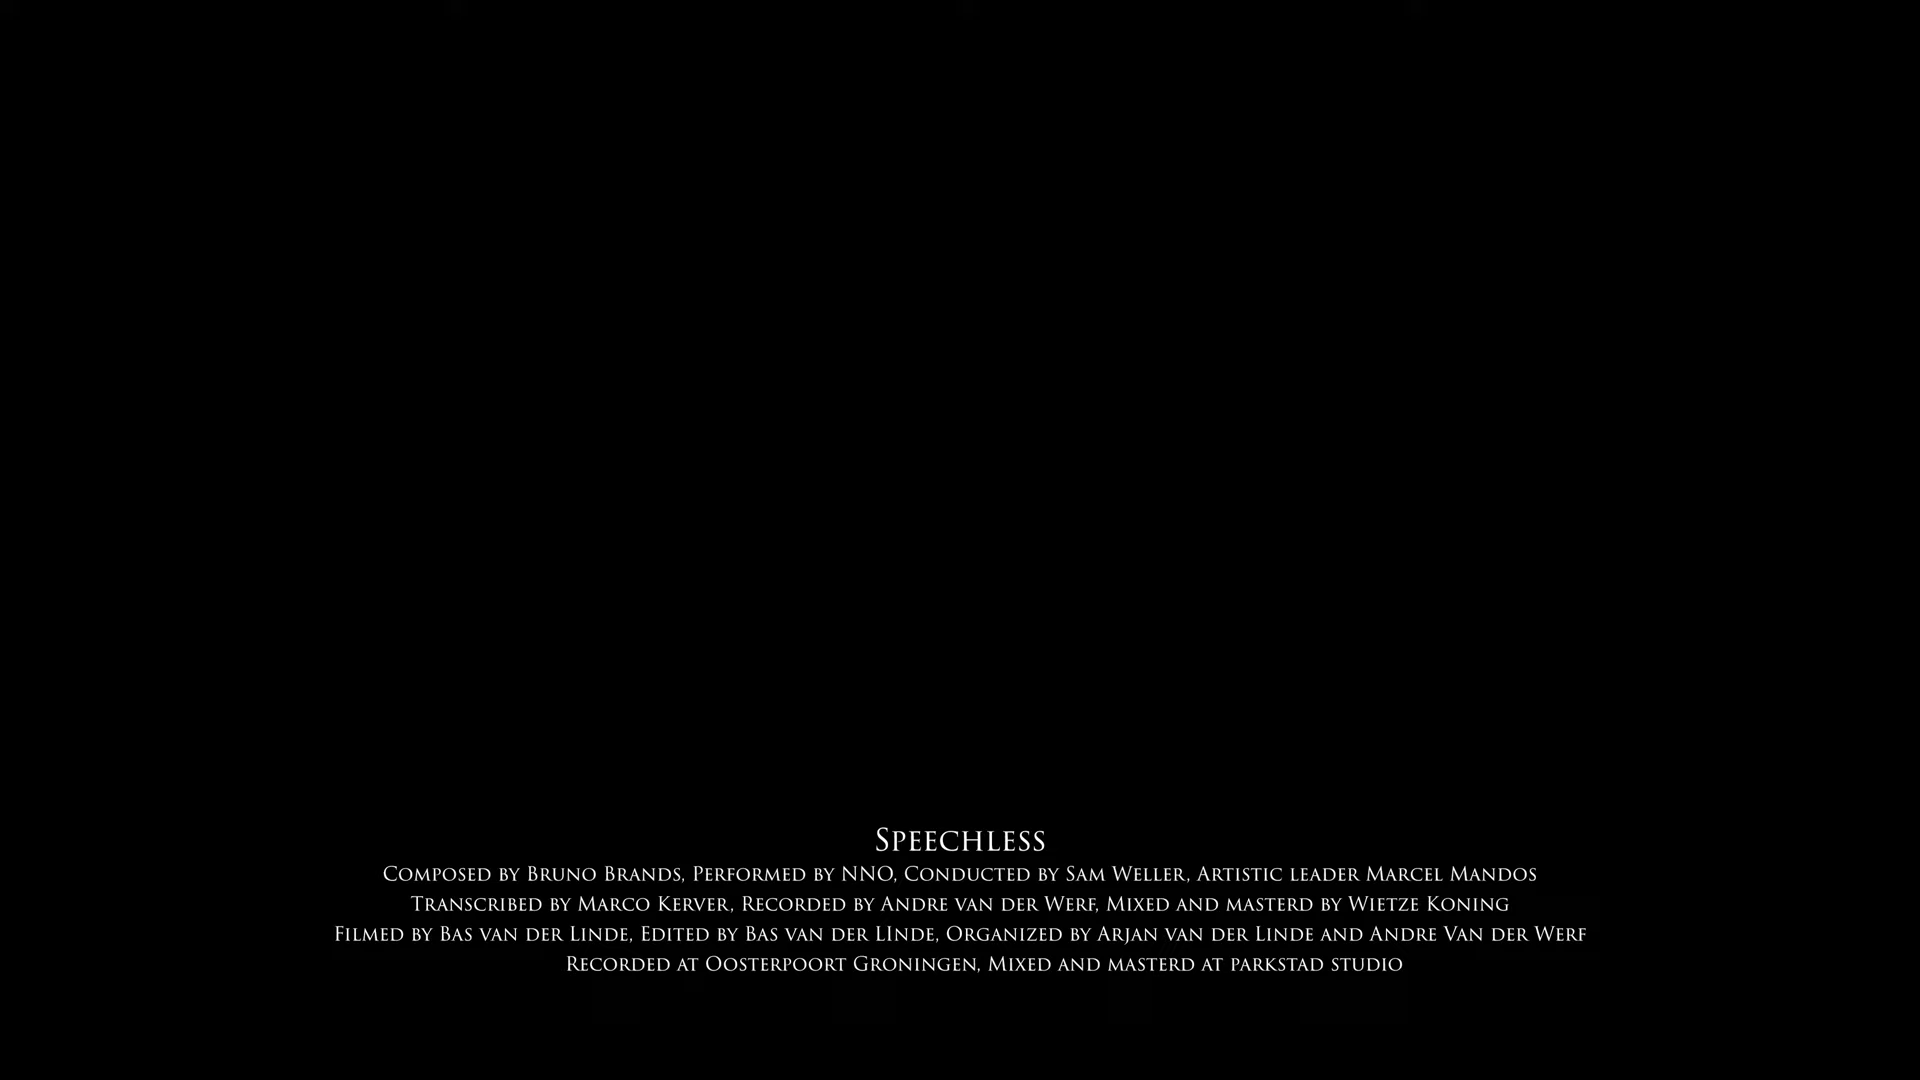 Speechless
Composed by Bruno Brands, Performed by NNO, Conducted by Sam Weller, Artistic leader Marcel Mandos
Transcribed by Marco Kerver, Recorded by Andre van der Werf, Mixed and masterd by Wietze Koning
Filmed by Bas van der Linde, Edited by Bas van der LInde, Organized by Arjan van der Linde and Andre Van der Werf
Recorded at Oosterpoort Groningen, Mixed and masterd at parkstad studio